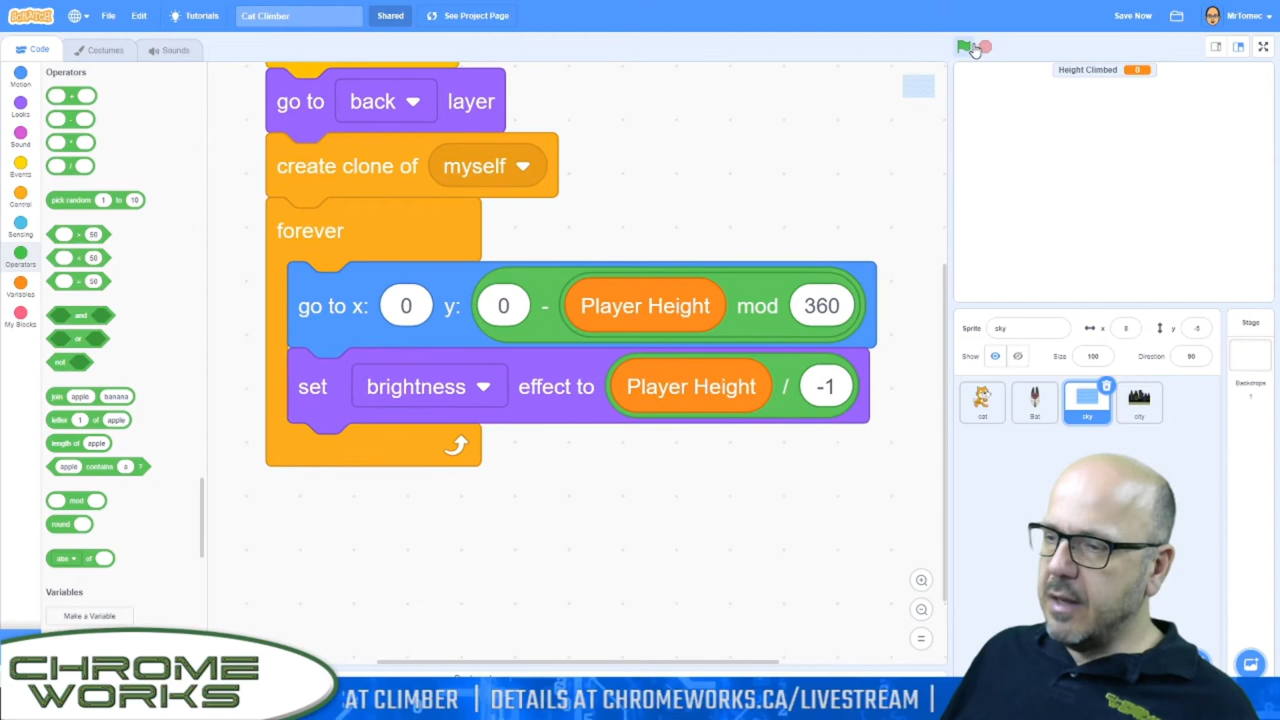 SCRATCH
File
Edit
Tutorials
Cat Climber
Shared
See Project Page
Save Now
MrTomec
Code
Costumes
Sounds
Motion
Looks
Sound
Events
Control
Sensing
Operators
Variables
My Blocks
Operators
+
-
*
/
pick random 1 to 10
> 50
< 50
= 50
and
or
not
join apple banana
letter 1 of apple
length of apple
apple contains a ?
mod
round
abs of
Variables
Make a Variable
go to back layer
create clone of myself
forever
go to x: 0 y: 0 - Player Height mod 360
set brightness effect to Player Height / -1
Height Climbed 0
Sprite sky x 0 y -5
Show Size 100 Direction 90
cat
Bat
sky
city
Stage
Backdrops
1
CHROME
WORKS
CAT CLIMBER | DETAILS AT CHROMEWORKS.CA/LIVESTREAM |